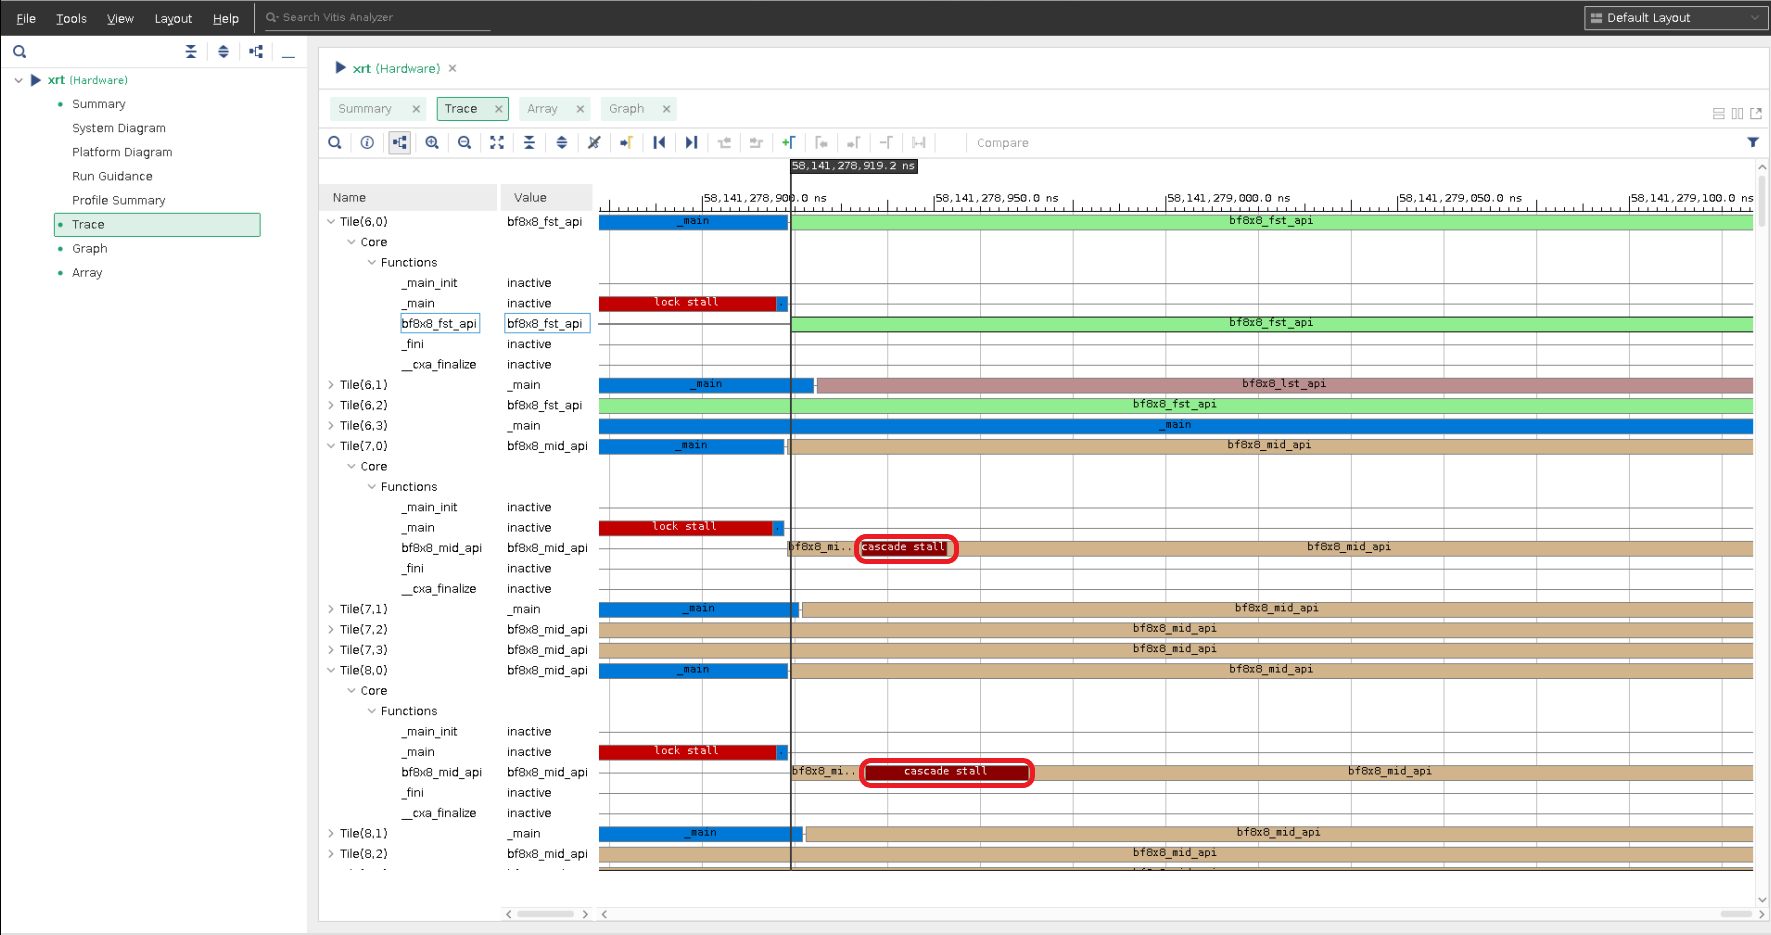 File Tools View Layout Help Search Vitis Analyzer Default Layout
xrt (Hardware)
Summary
System Diagram
Platform Diagram
Run Guidance
Profile Summary
Trace
Graph
Array
xrt (Hardware)
Summary Trace Array Graph
Compare
58,141,278,919.2 ns
Name Value 58,141,278,900.0 ns 58,141,278,950.0 ns 58,141,279,000.0 ns 58,141,279,050.0 ns 58,141,279,100.0 ns
Tile(6,0) bf8x8_fst_api _main bf8x8_fst_api
Core
Functions
_main_init inactive
_main inactive lock stall
bf8x8_fst_api bf8x8_fst_api bf8x8_fst_api
_fini inactive
__cxa_finalize inactive
Tile(6,1) _main _main bf8x8_lst_api
Tile(6,2) bf8x8_fst_api bf8x8_fst_api
Tile(6,3) _main _main
Tile(7,0) bf8x8_mid_api _main bf8x8_mid_api
Core
Functions
_main_init inactive
_main inactive lock stall
bf8x8_mid_api bf8x8_mid_api bf8x8_mi... cascade stall bf8x8_mid_api
_fini inactive
__cxa_finalize inactive
Tile(7,1) _main _main bf8x8_mid_api
Tile(7,2) bf8x8_mid_api bf8x8_mid_api
Tile(7,3) bf8x8_mid_api bf8x8_mid_api
Tile(8,0) bf8x8_mid_api _main bf8x8_mid_api
Core
Functions
_main_init inactive
_main inactive lock stall
bf8x8_mid_api bf8x8_mid_api bf8x8_mi... cascade stall bf8x8_mid_api
_fini inactive
__cxa_finalize inactive
Tile(8,1) _main _main bf8x8_mid_api
Tile(8,2) bf8x8_mid_api bf8x8_mid_api